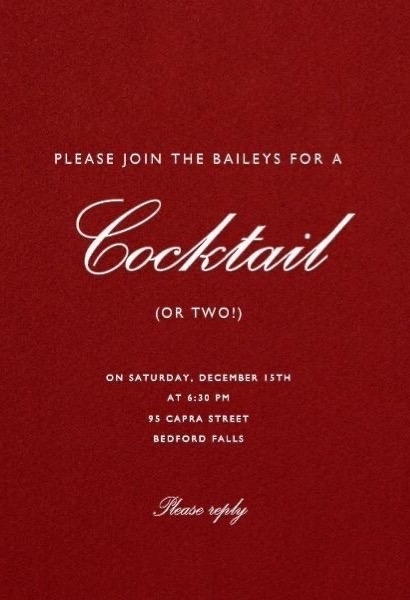 PLEASE JOIN THE BAILEYS FOR A
Cocktail
(OR TWO!)
ON SATURDAY, DECEMBER 15TH
AT 6:30 PM
95 CAPRA STREET
BEDFORD FALLS
Please reply